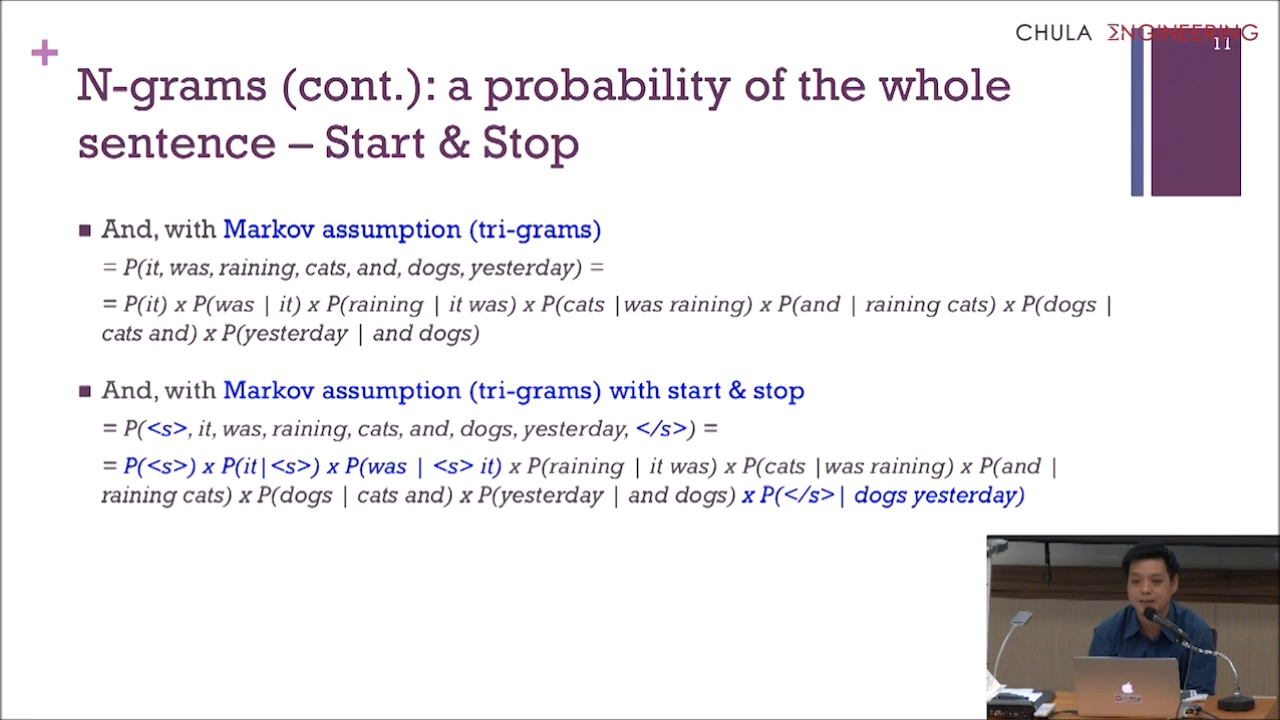 CHULA ΣNGINEERING
11
+
N-grams (cont.): a probability of the whole
sentence – Start & Stop
■ And, with Markov assumption (tri-grams)
= P(it, was, raining, cats, and, dogs, yesterday) =
= P(it) x P(was | it) x P(raining | it was) x P(cats |was raining) x P(and | raining cats) x P(dogs |
cats and) x P(yesterday | and dogs)
■ And, with Markov assumption (tri-grams) with start & stop
= P(<s>, it, was, raining, cats, and, dogs, yesterday, </s>) =
= P(<s>) x P(it|<s>) x P(was | <s> it) x P(raining | it was) x P(cats |was raining) x P(and |
raining cats) x P(dogs | cats and) x P(yesterday | and dogs) x P(</s>| dogs yesterday)